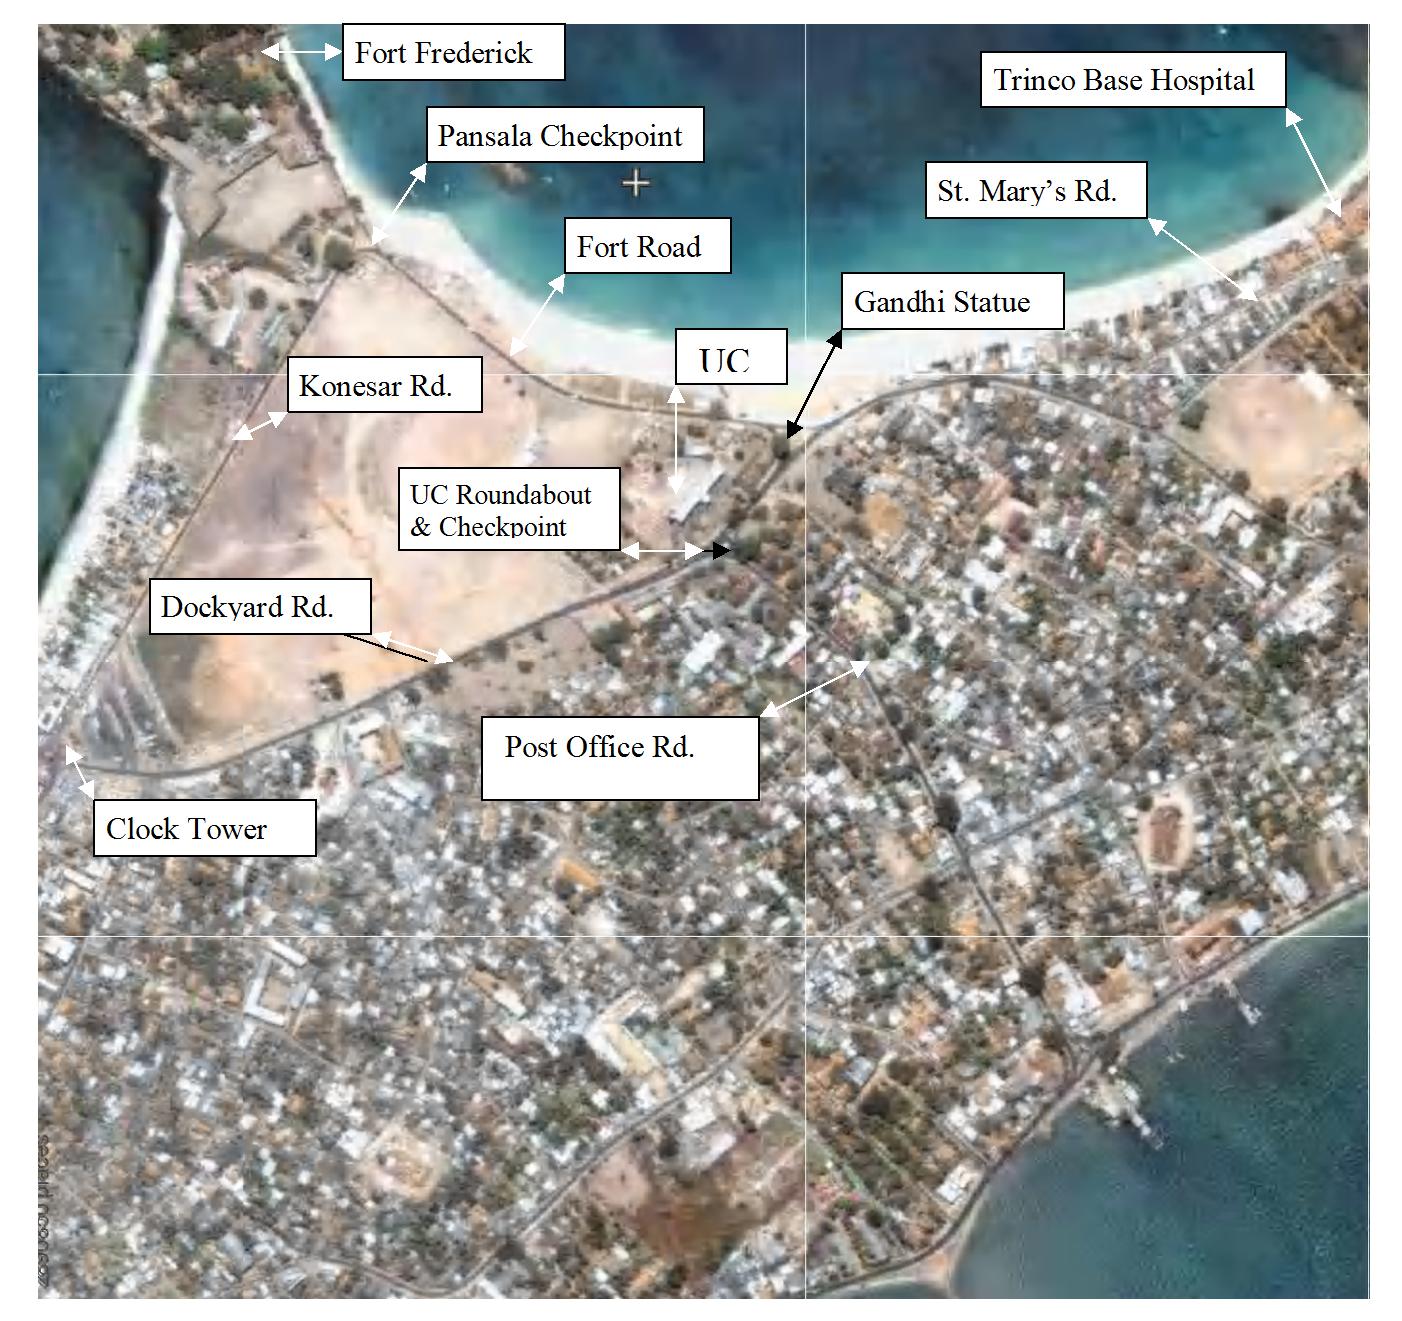 Fort Frederick
Trinco Base Hospital
Pansala Checkpoint
St. Mary’s Rd.
Fort Road
Gandhi Statue
UC
Konesar Rd.
UC Roundabout
& Checkpoint
Dockyard Rd.
Post Office Rd.
Clock Tower